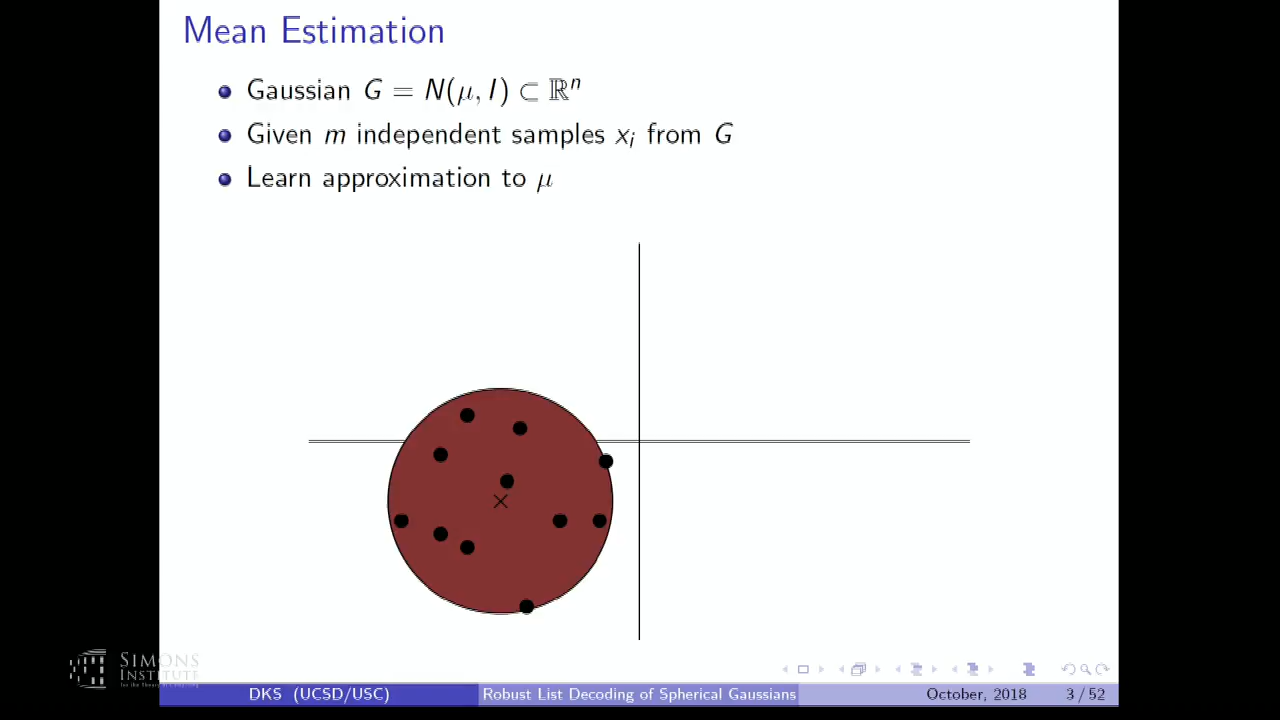 Mean Estimation
Gaussian G = N(μ, I) ⊂ ℝⁿ
Given m independent samples xᵢ from G
Learn approximation to μ
SIMONS
INSTITUTE
DKS (UCSD/USC) Robust List Decoding of Spherical Gaussians October, 2018 3 / 52